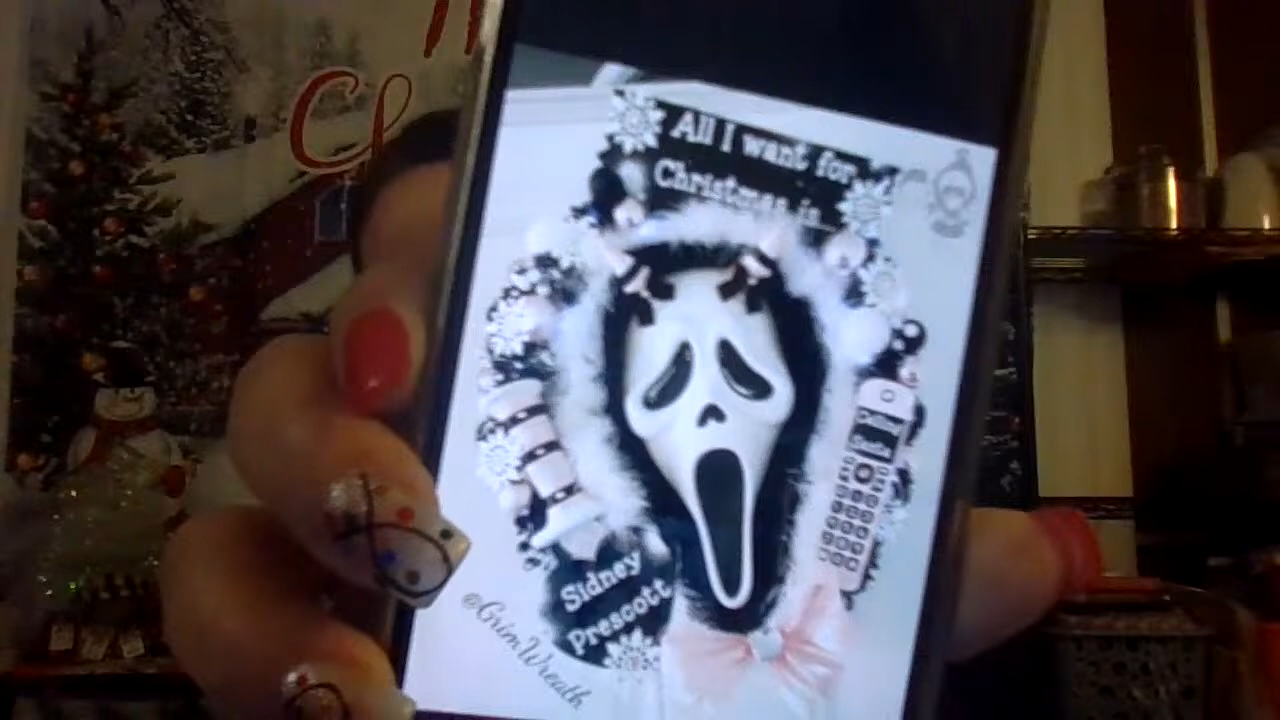 All I want for
Christmas is
Sidney
Prescott
@GrimWreath